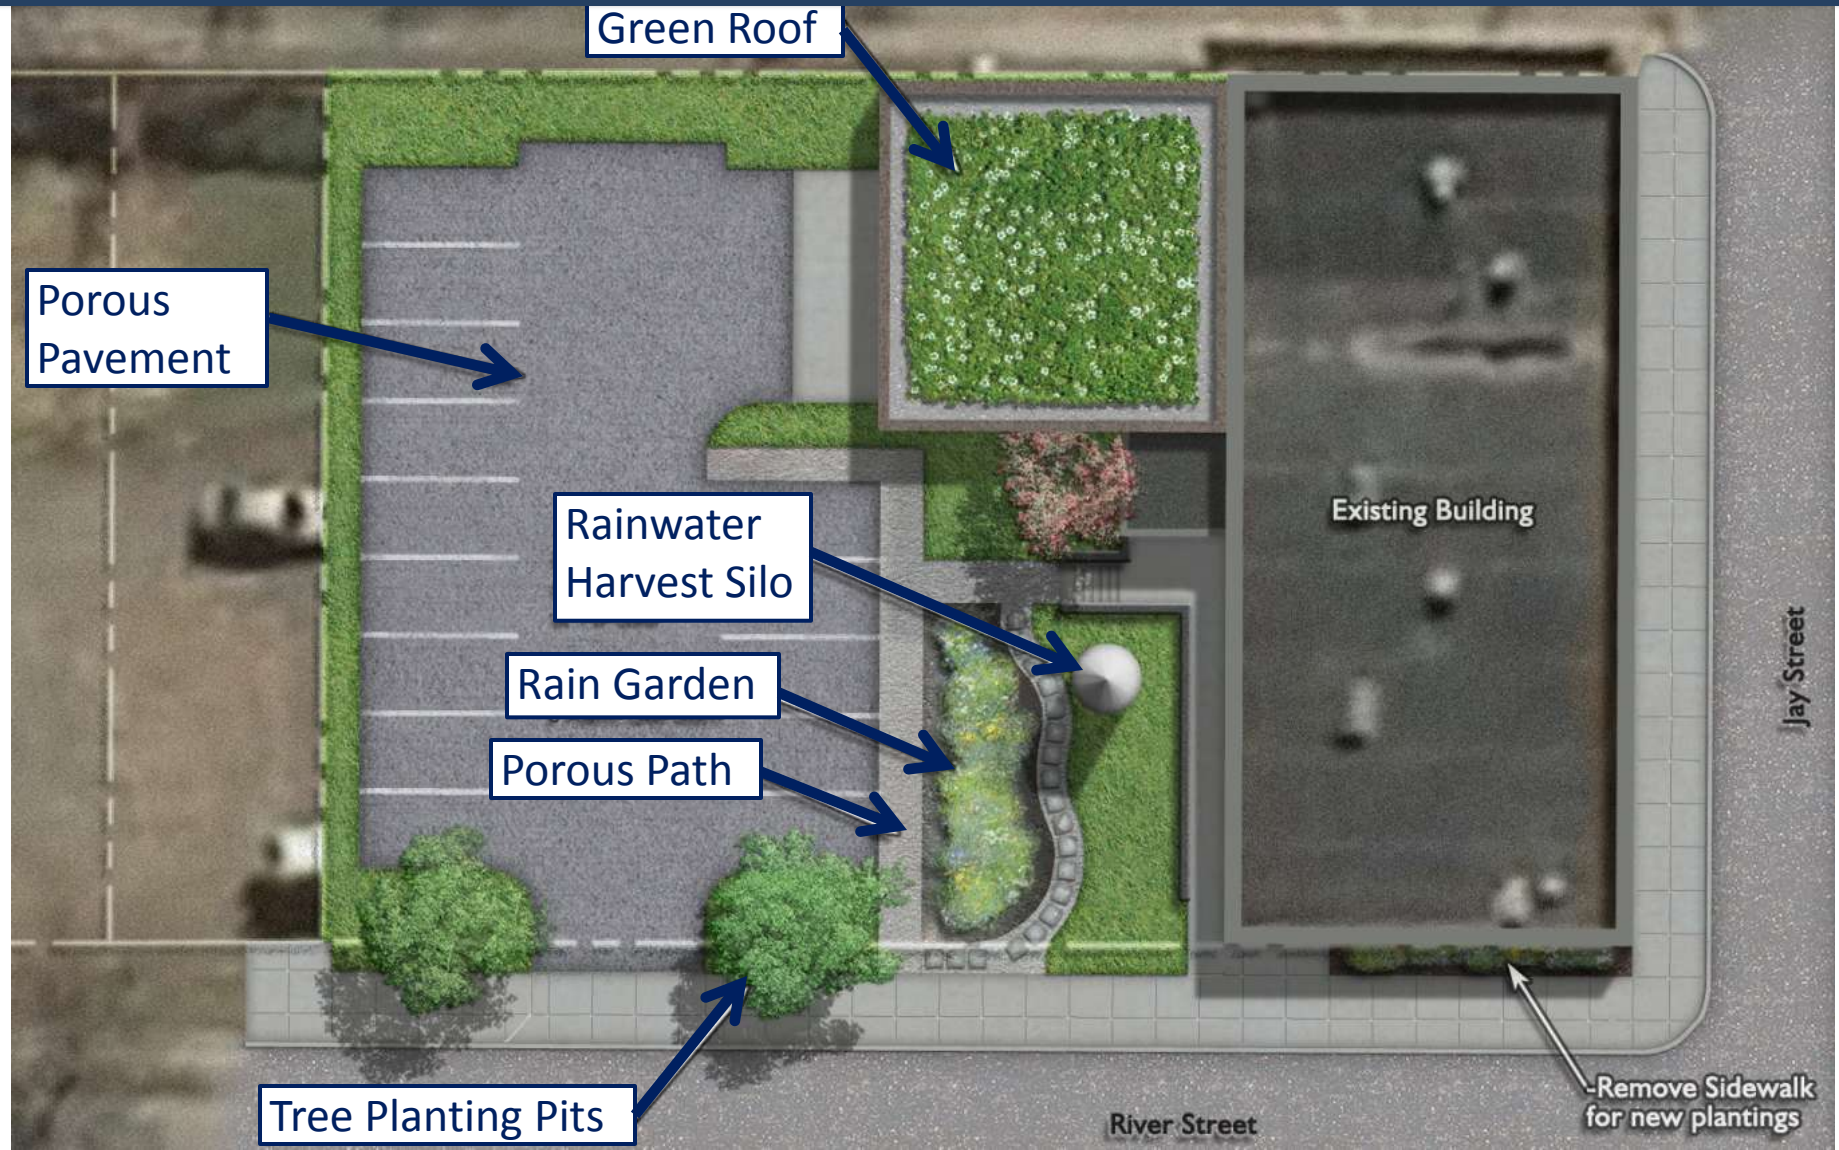 Green Roof
Porous
Pavement
Rainwater
Harvest Silo
Existing Building
Rain Garden
Porous Path
Jay Street
Tree Planting Pits
River Street
-Remove Sidewalk
for new plantings